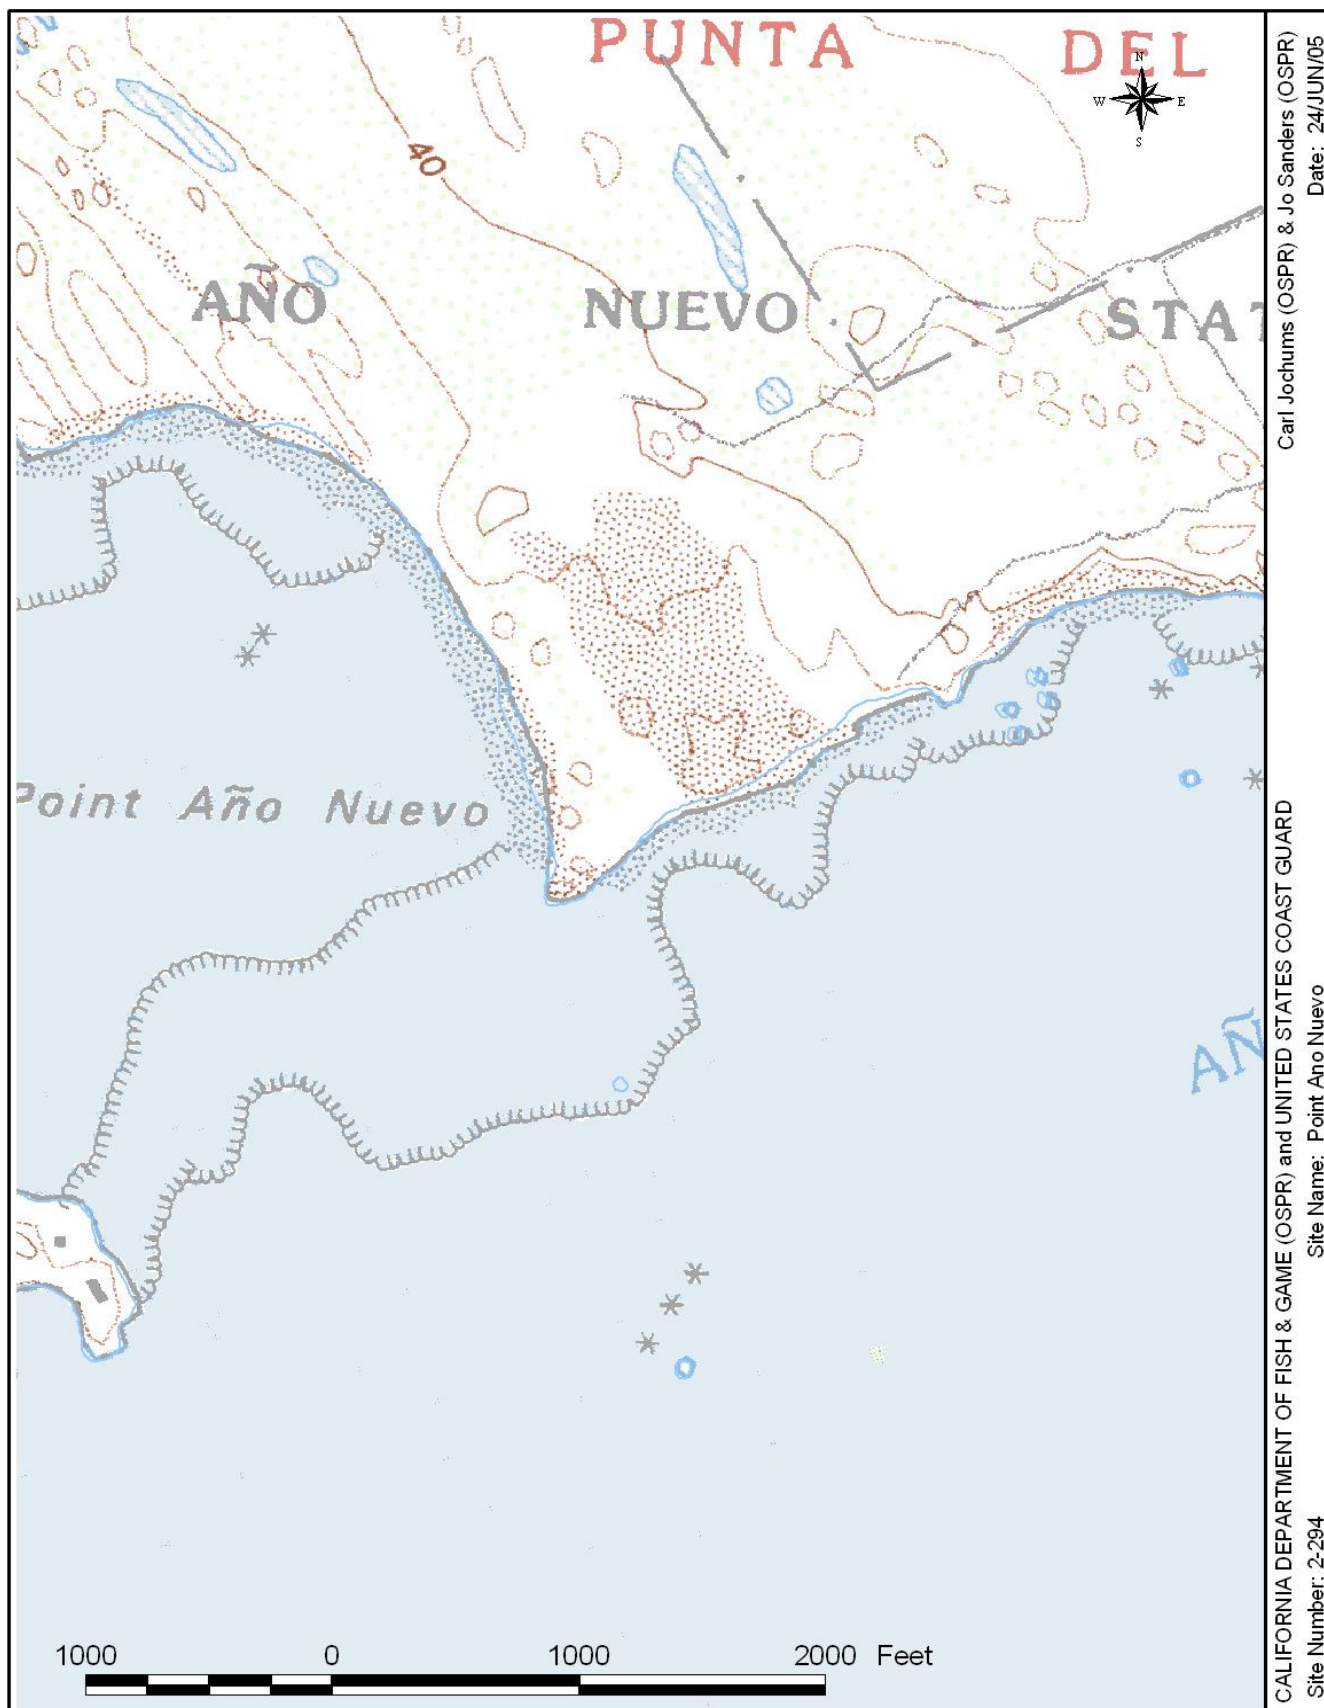 PUNTA DEL
N
W E
S
40
AÑO NUEVO STAT
Point Año Nuevo
AÑ
1000 0 1000 2000 Feet
CALIFORNIA DEPARTMENT OF FISH & GAME (OSPR) and UNITED STATES COAST GUARD Carl Jochums (OSPR) & Jo Sanders (OSPR)
Site Number: 2-294 Site Name: Point Ano Nuevo Date: 24/JUN/05